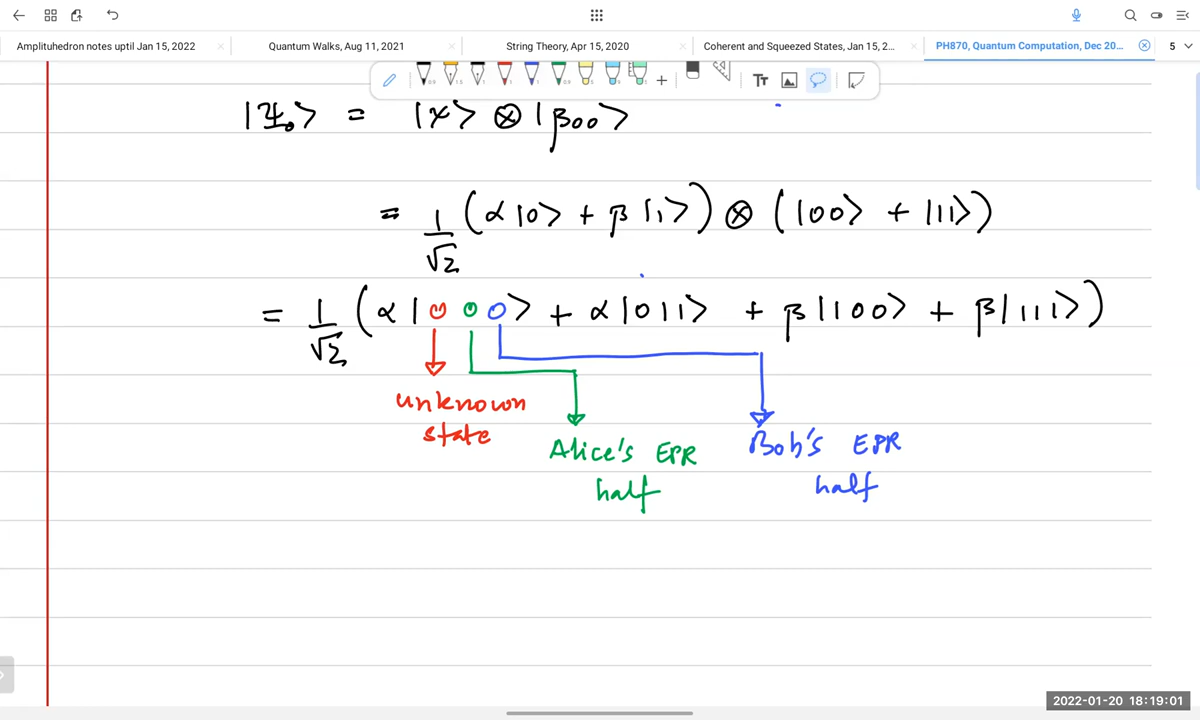 Amplituhedron notes uptil Jan 15, 2022
Quantum Walks, Aug 11, 2021
String Theory, Apr 15, 2020
Coherent and Squeezed States, Jan 15, 2...
PH870, Quantum Computation, Dec 20...
5
Tт
|Ψ₀> = |χ> ⊗ |β00>
= 1/√2 (α|0> + β|1>) ⊗ (|00> + |11>)
= 1/√2 (α|000> + α|011> + β|100> + β|111>)
unknown
state
Alice's EPR
half
Bob's EPR
half
2022-01-20 18:19:01